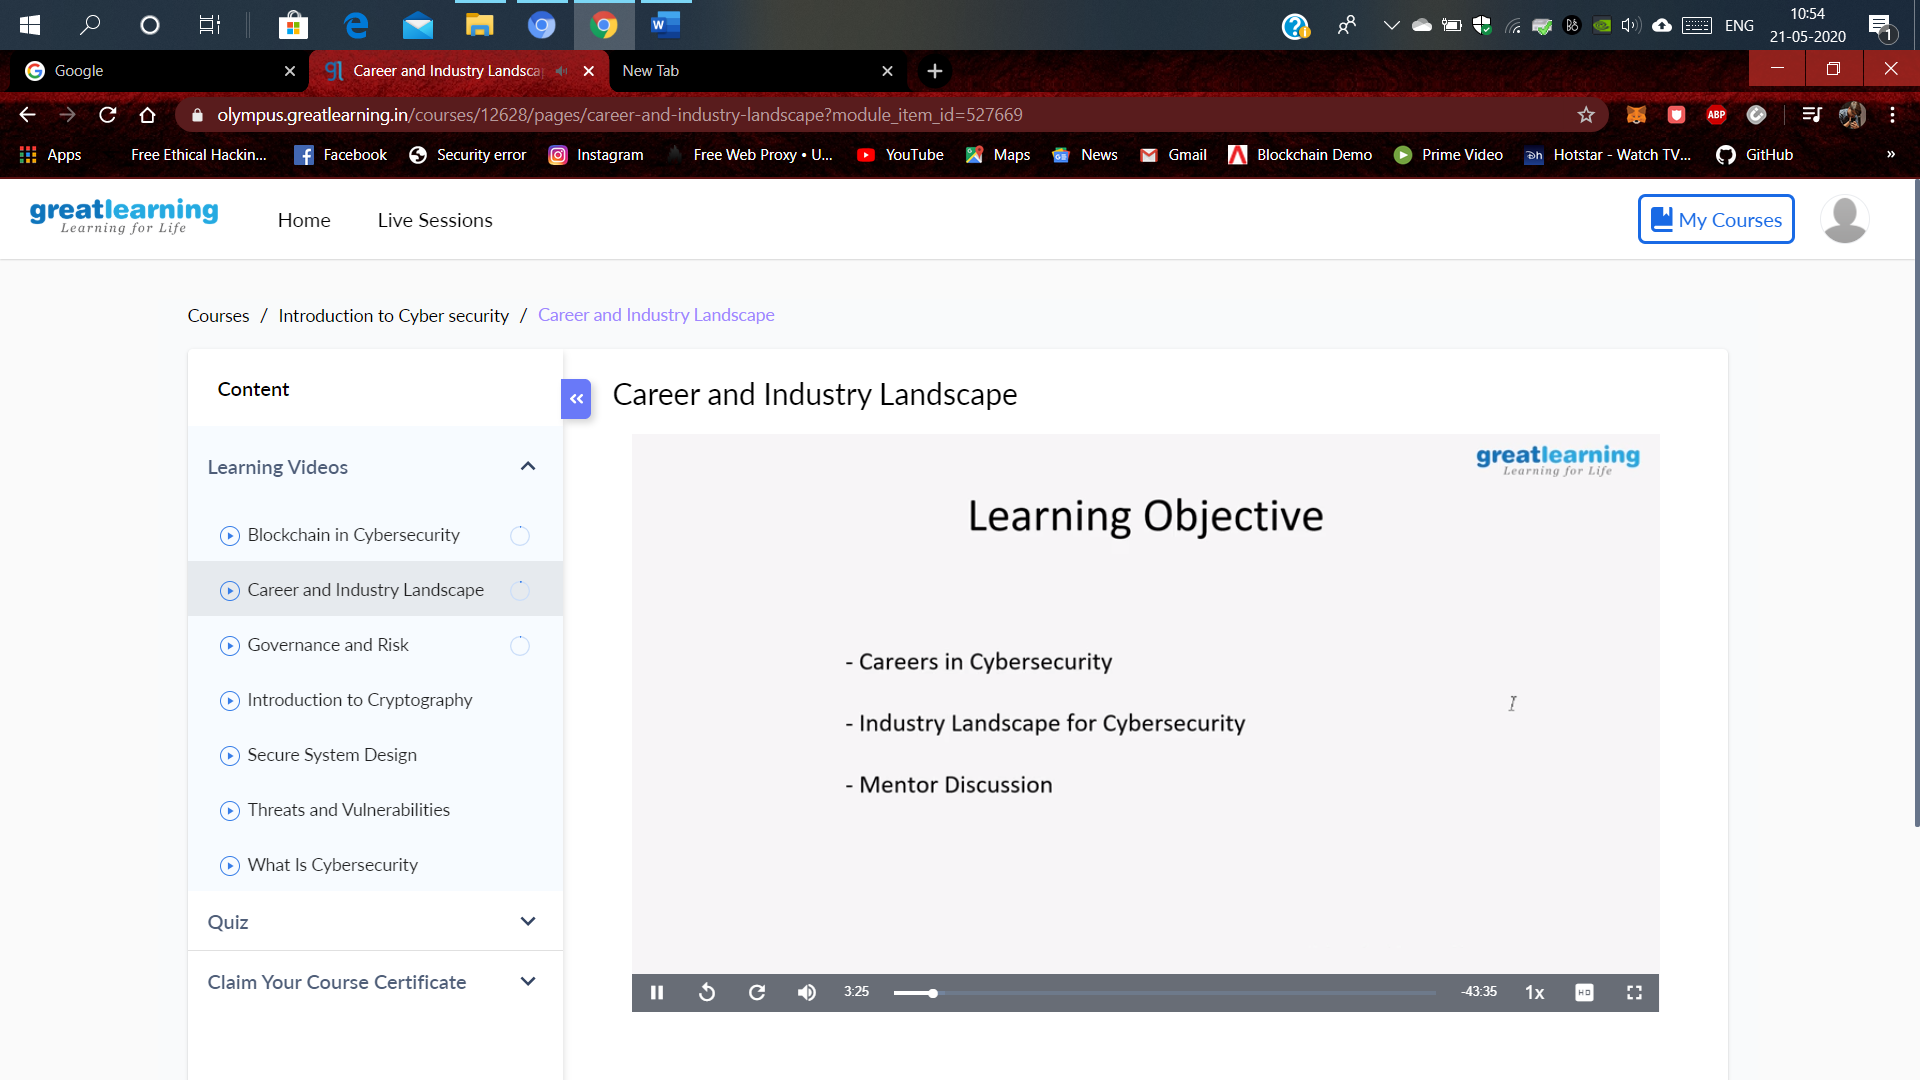 ENG
10:54
21-05-2020
1
Google
Career and Industry Landsca
New Tab
olympus.greatlearning.in/courses/12628/pages/career-and-industry-landscape?module_item_id=527669
ABP
Apps
Free Ethical Hackin...
Facebook
Security error
Instagram
Free Web Proxy • U...
YouTube
Maps
News
Gmail
Blockchain Demo
Prime Video
Hotstar - Watch TV...
GitHub
»
greatlearning
Learning for Life
Home
Live Sessions
My Courses
Courses / Introduction to Cyber security / Career and Industry Landscape
Content
Learning Videos
Blockchain in Cybersecurity
Career and Industry Landscape
Governance and Risk
Introduction to Cryptography
Secure System Design
Threats and Vulnerabilities
What Is Cybersecurity
Quiz
Claim Your Course Certificate
Career and Industry Landscape
greatlearning
Learning for Life
Learning Objective
- Careers in Cybersecurity
- Industry Landscape for Cybersecurity
- Mentor Discussion
3:25
-43:35
1x
HD